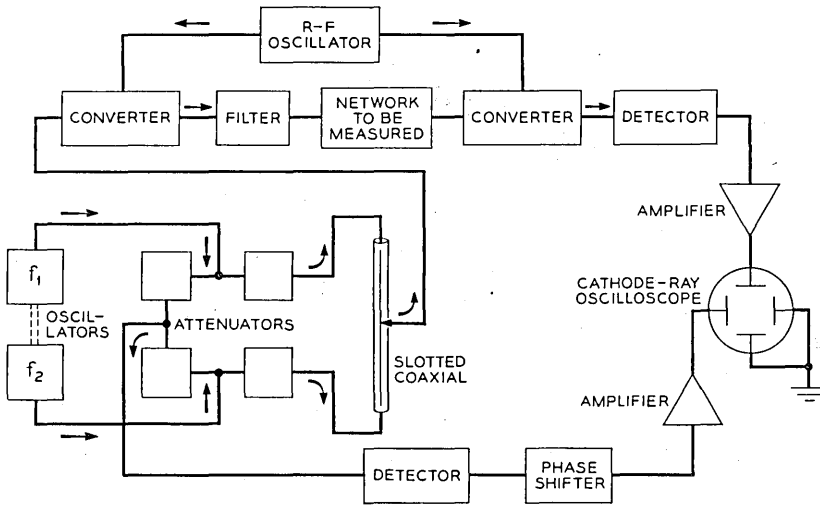 R-F
OSCILLATOR
CONVERTER
FILTER
NETWORK
TO BE
MEASURED
CONVERTER
DETECTOR
AMPLIFIER
f1
OSCIL-
LATORS
f2
ATTENUATORS
SLOTTED
COAXIAL
CATHODE-RAY
OSCILLOSCOPE
AMPLIFIER
DETECTOR
PHASE
SHIFTER